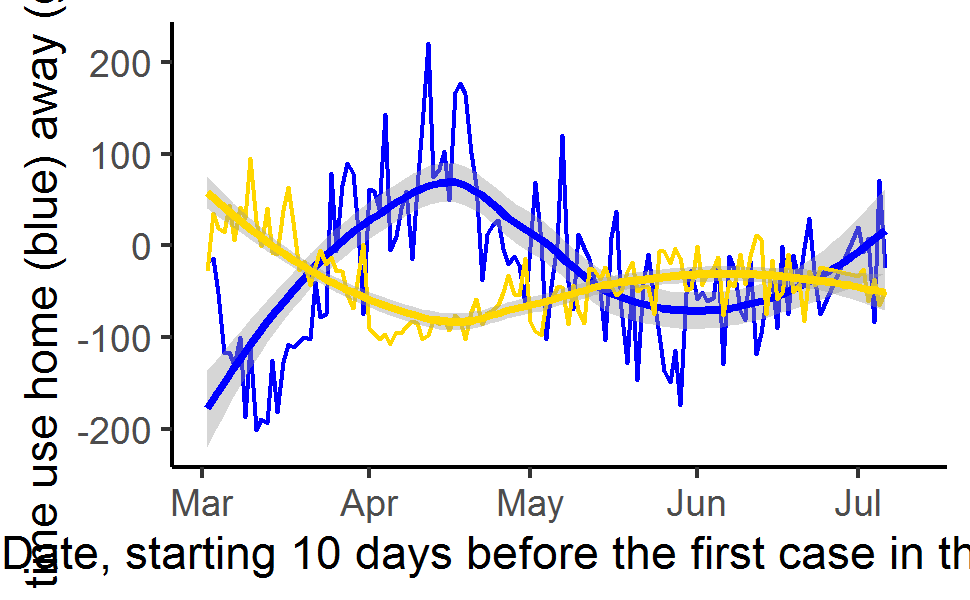 time use home (blue) away (
200
100
0
-100
-200
Mar Apr May Jun Jul
Date, starting 10 days before the first case in th